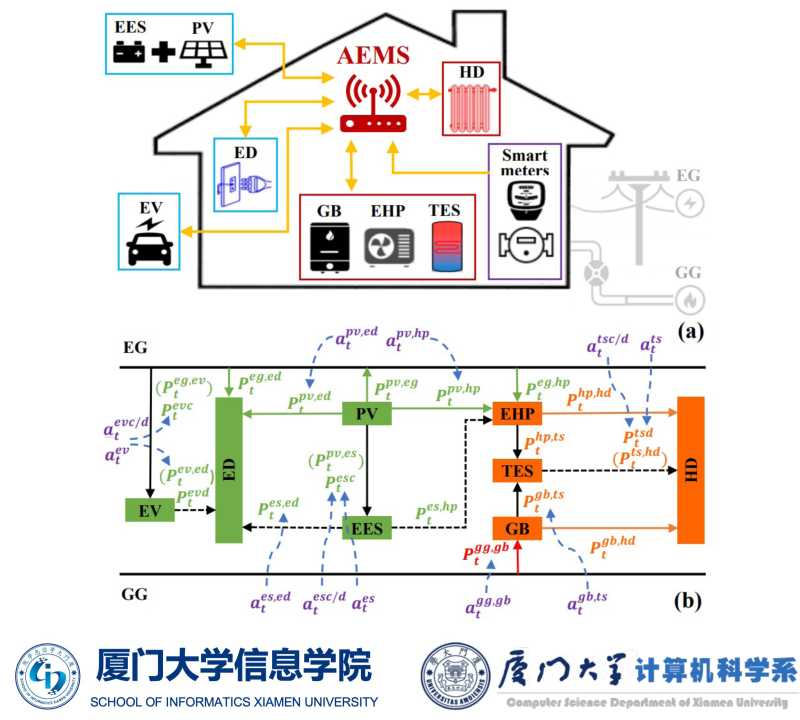 EES
PV
AEMS
HD
ED
Smart
meters
EG
EV
GB
EHP
TES
GG
(a)
EG
a_t^{pv,ed} a_t^{pv,hp}
a_t^{tsc/d} a_t^{ts}
(P_t^{eg,ev})
P_t^{evc}
P_t^{eg,ed}
P_t^{pv,ed}
P_t^{pv,eg}
P_t^{pv,hp}
P_t^{eg,hp}
P_t^{hp,hd}
PV
EHP
a_t^{evc/d}
a_t^{ev}
P_t^{hp,ts}
P_t^{tsd}
(P_t^{ts,hd})
(P_t^{pv,es})
P_t^{esc}
ED
TES
HD
(P_t^{ev,ed})
P_t^{evd}
P_t^{es,ed}
P_t^{es,hp}
P_t^{gb,ts}
EV
EES
GB
P_t^{gb,hd}
P_t^{gg,gb}
GG
a_t^{es,ed} a_t^{esc/d} a_t^{es}
a_t^{gg,gb}
a_t^{gb,ts}
(b)
厦门大学信息学院
SCHOOL OF INFORMATICS XIAMEN UNIVERSITY
厦门大学计算机科学系
Computer Science Department of Xiamen University